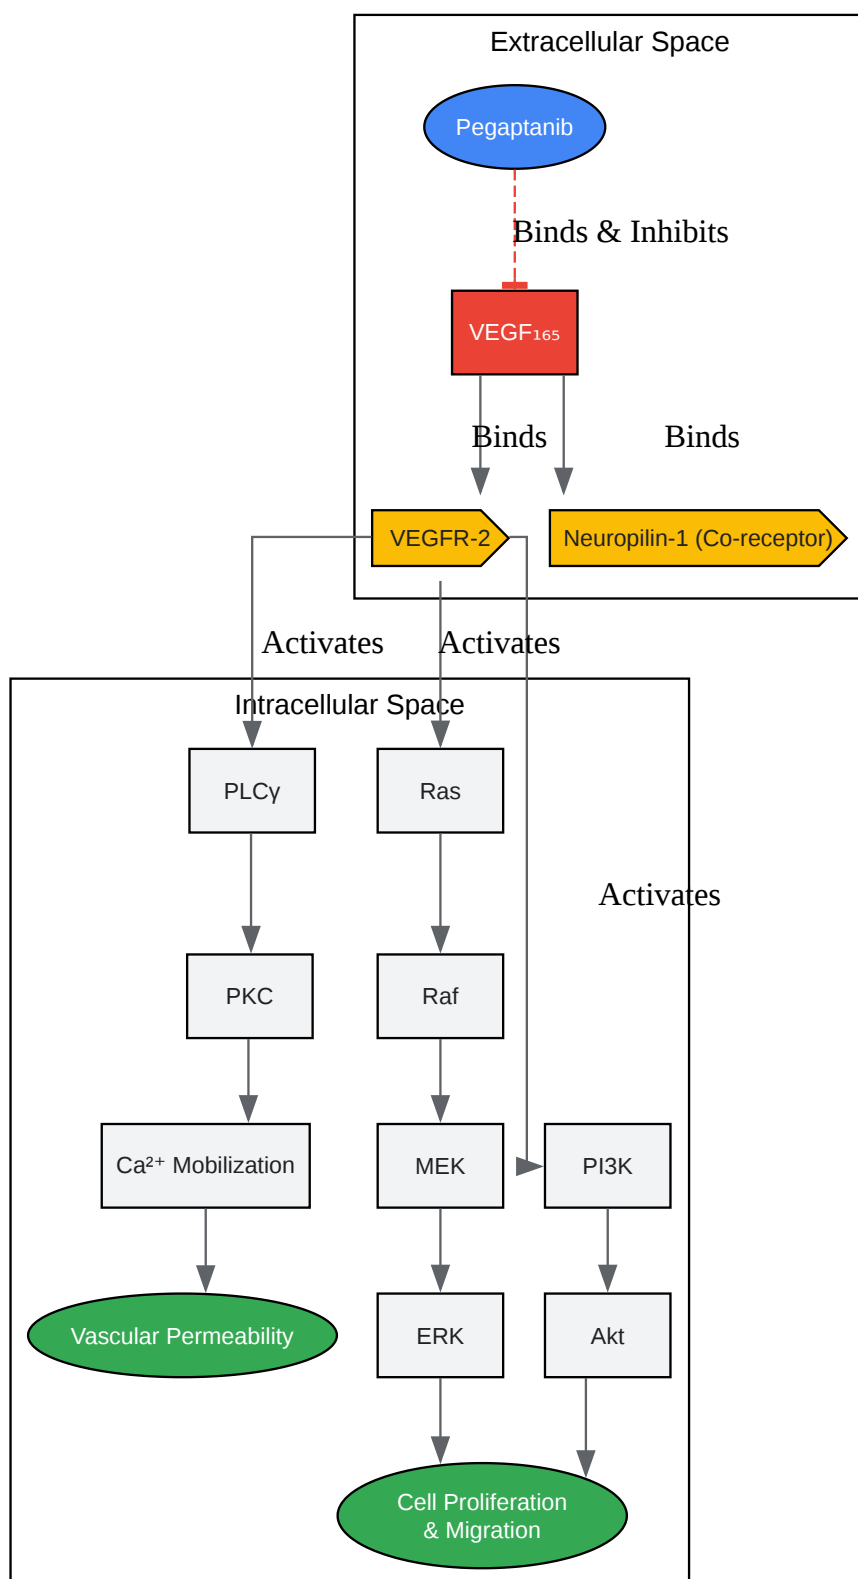 Extracellular Space
Pegaptanib
Binds & Inhibits
VEGF₁₆₅
Binds
Binds
VEGFR-2
Neuropilin-1 (Co-receptor)
Activates
Activates
Intracellular Space
PLCγ
Ras
Activates
PKC
Raf
Ca²⁺ Mobilization
MEK
PI3K
Vascular Permeability
ERK
Akt
Cell Proliferation
& Migration